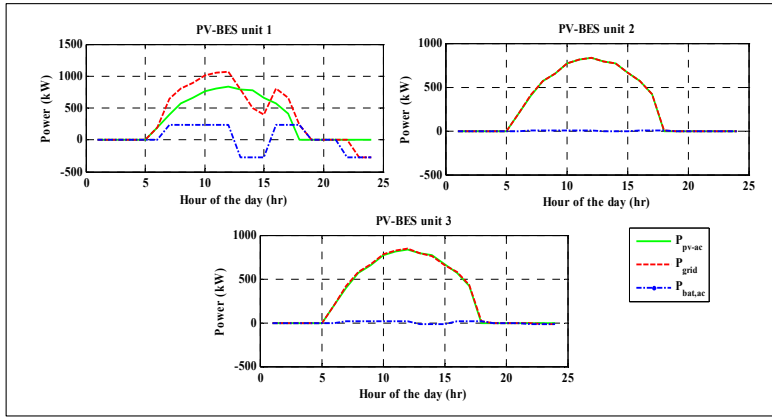 PV-BES unit 1
1500
1000
500
0
-500
0
5
10
15
20
25
Power (kW)
Hour of the day (hr)
PV-BES unit 2
1000
500
0
-500
0
5
10
15
20
25
Power (kW)
Hour of the day (hr)
PV-BES unit 3
1000
500
0
-500
0
5
10
15
20
25
Power (kW)
Hour of the day (hr)
P_pv-ac
P_grid
P_bat,ac